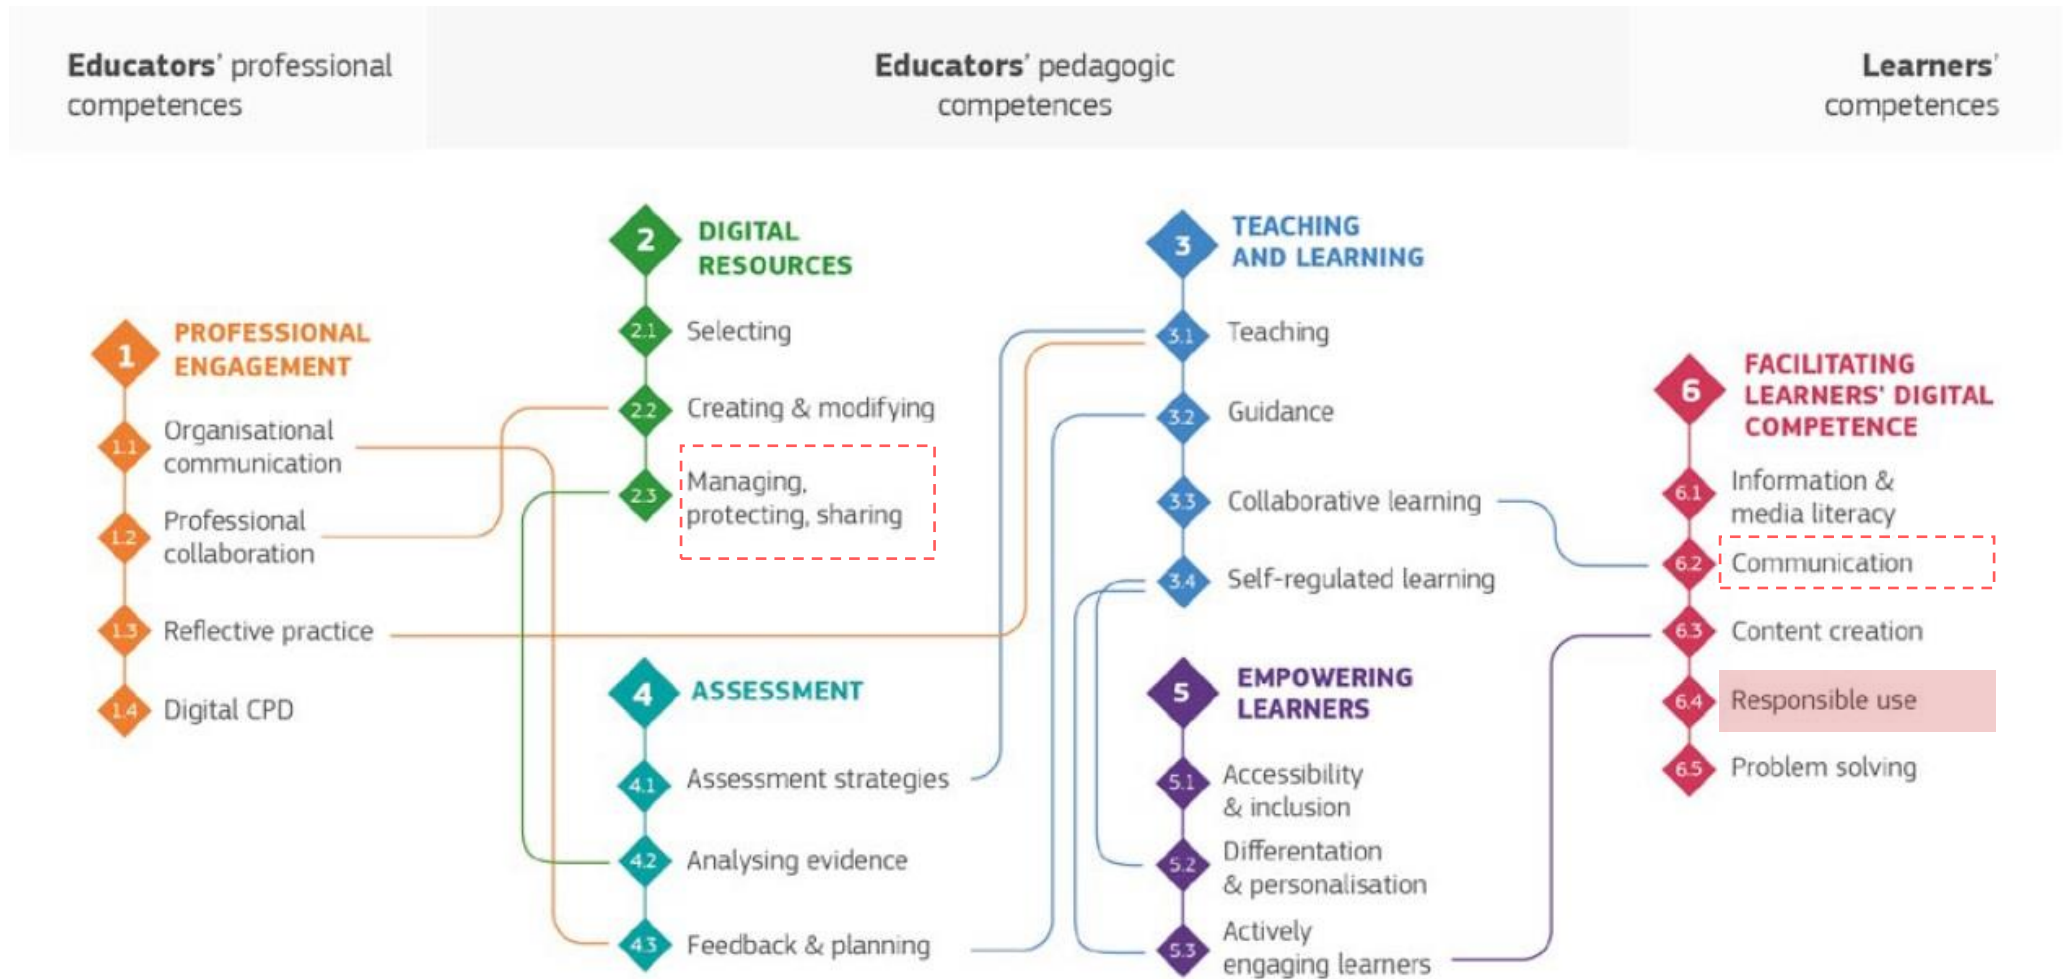 Educators' professional
competences
Educators' pedagogic
competences
Learners'
competences
1
PROFESSIONAL
ENGAGEMENT
1.1
Organisational
communication
1.2
Professional
collaboration
1.3
Reflective practice
1.4
Digital CPD
2
DIGITAL
RESOURCES
2.1
Selecting
2.2
Creating & modifying
2.3
Managing,
protecting, sharing
3
TEACHING
AND LEARNING
3.1
Teaching
3.2
Guidance
3.3
Collaborative learning
3.4
Self-regulated learning
4
ASSESSMENT
4.1
Assessment strategies
4.2
Analysing evidence
4.3
Feedback & planning
5
EMPOWERING
LEARNERS
5.1
Accessibility
& inclusion
5.2
Differentation
& personalisation
5.3
Actively
engaging learners
6
FACILITATING
LEARNERS' DIGITAL
COMPETENCE
6.1
Information &
media literacy
6.2
Communication
6.3
Content creation
6.4
Responsible use
6.5
Problem solving